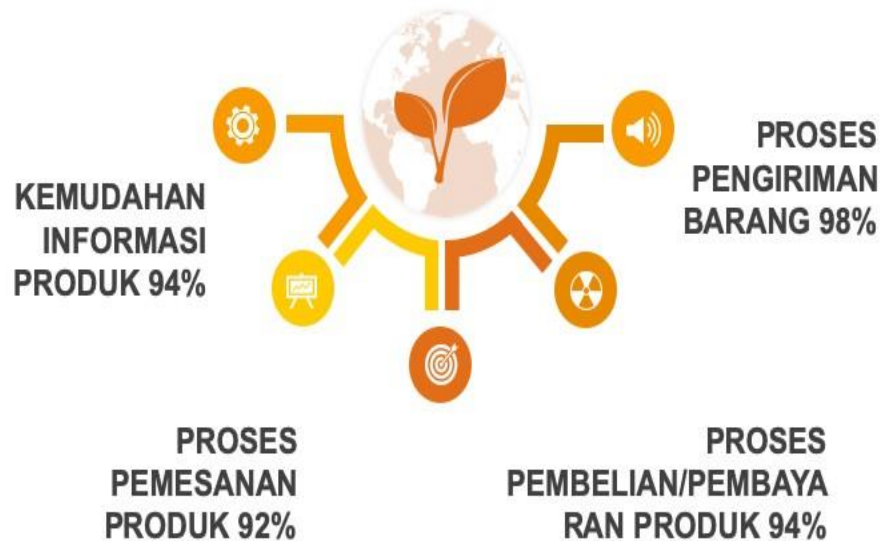 KEMUDAHAN
INFORMASI
PRODUK 94%
PROSES
PENGIRIMAN
BARANG 98%
PROSES
PEMESANAN
PRODUK 92%
PROSES
PEMBELIAN/PEMBAYA
RAN PRODUK 94%